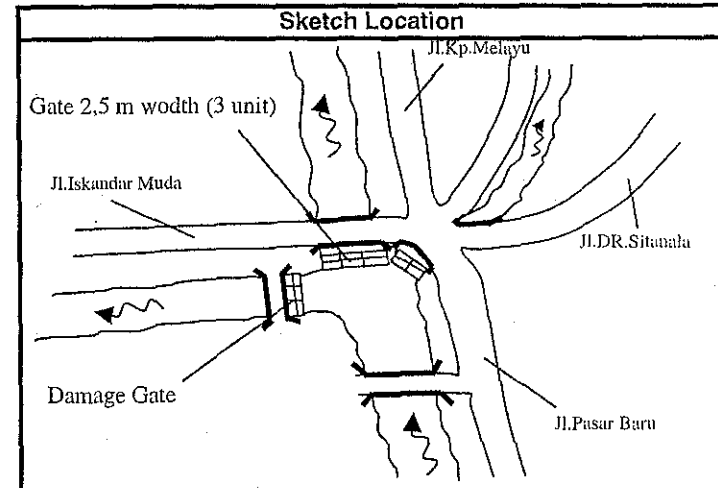 Sketch Location
Jl.Kp.Melayu
Gate 2,5 m wodth (3 unit)
Jl.Iskandar Muda
Jl.DR.Sitanala
Damage Gate
Jl.Pasar Baru